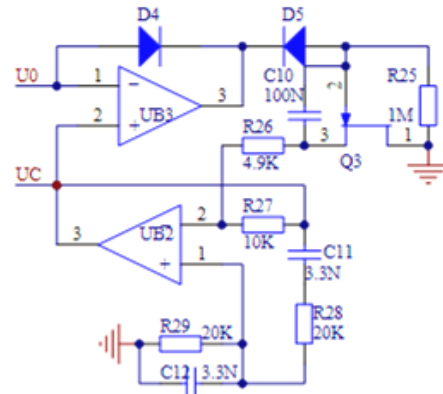 D4
D5
U0
1
UB3
3
2
C10
100N
2
R25
1M
R26
4.9K
3
Q3
1
UC
3
UB2
2
R27
10K
1
C11
3.3N
R28
20K
R29
20K
C12
3.3N